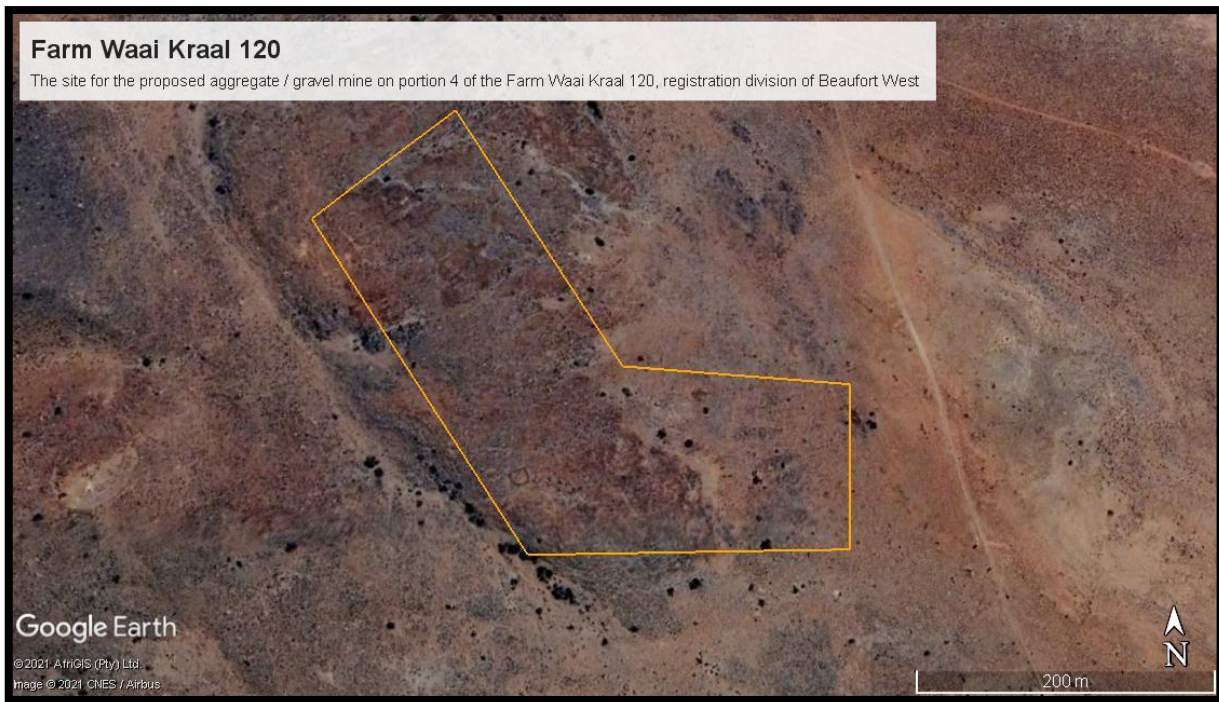 Farm Waai Kraal 120
The site for the proposed aggregate / gravel mine on portion 4 of the Farm Waai Kraal 120, registration division of Beaufort West
Google Earth
©2021 AfriGIS (Pty) Ltd.
Image © 2021 CNES / Airbus
N
200 m